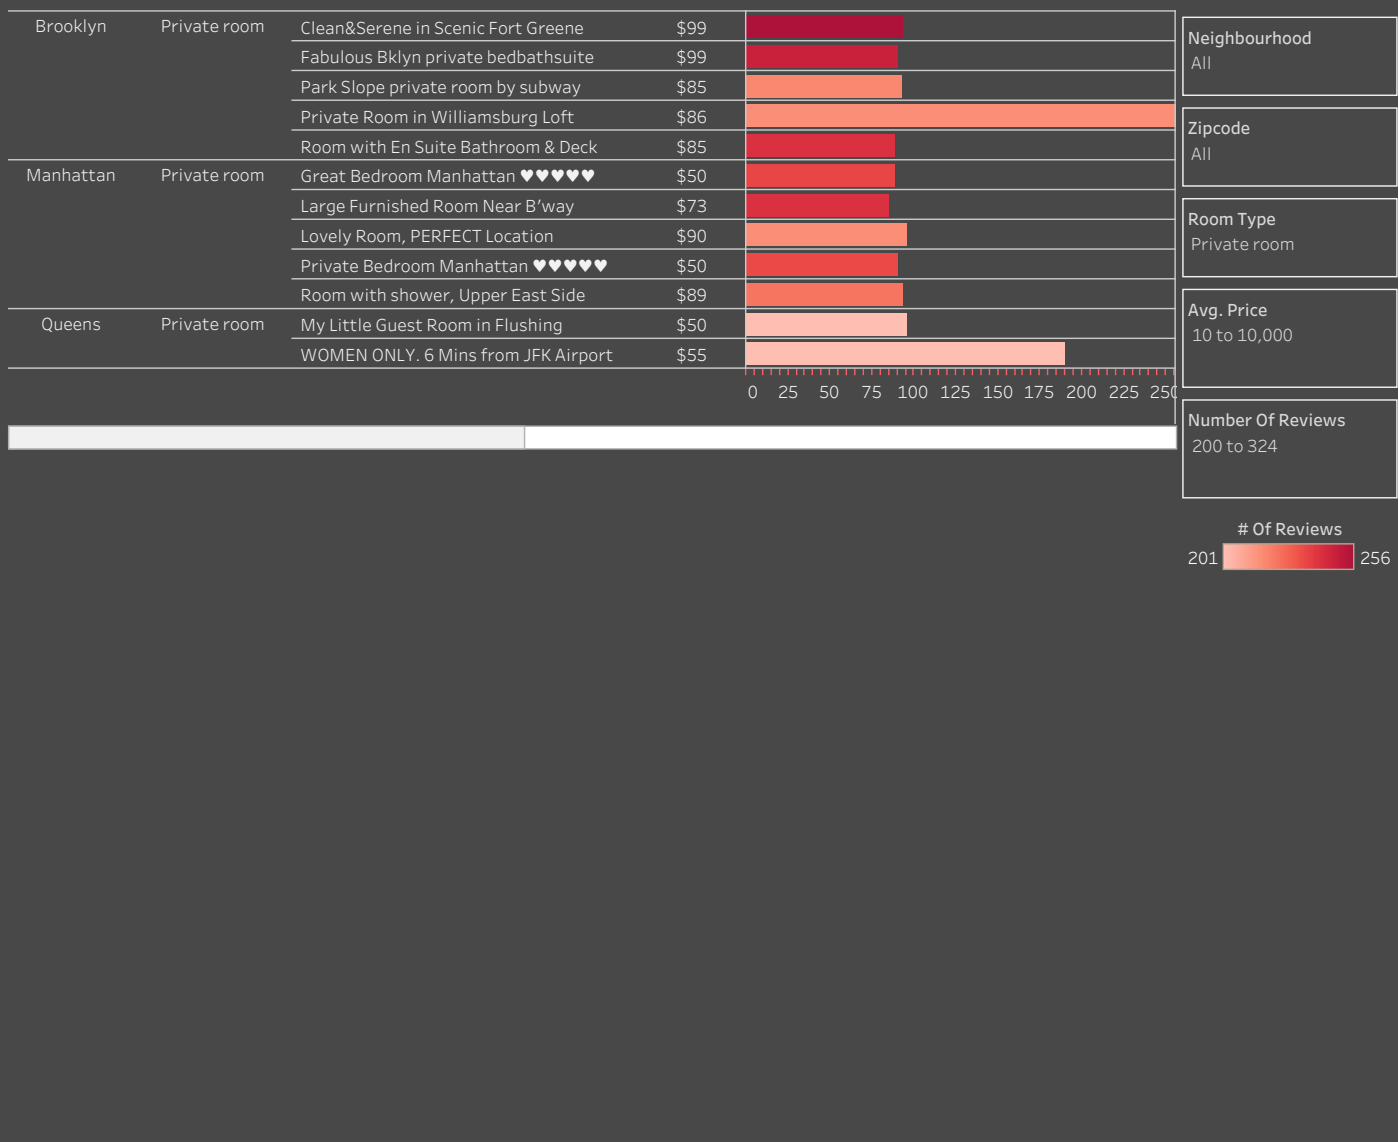 Brooklyn Private room Clean&Serene in Scenic Fort Greene $99
Fabulous Bklyn private bedbathsuite $99
Park Slope private room by subway $85
Private Room in Williamsburg Loft $86
Room with En Suite Bathroom & Deck $85
Manhattan Private room Great Bedroom Manhattan ♥♥♥♥♥ $50
Large Furnished Room Near B'way $73
Lovely Room, PERFECT Location $90
Private Bedroom Manhattan ♥♥♥♥♥ $50
Room with shower, Upper East Side $89
Queens Private room My Little Guest Room in Flushing $50
WOMEN ONLY. 6 Mins from JFK Airport $55
0 25 50 75 100 125 150 175 200 225 250
Neighbourhood
All
Zipcode
All
Room Type
Private room
Avg. Price
10 to 10,000
Number Of Reviews
200 to 324
# Of Reviews
201 256